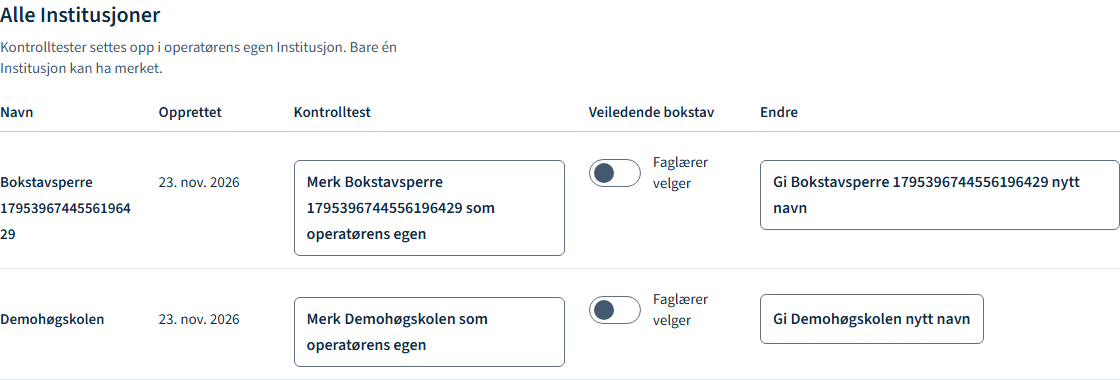 Alle Institusjoner
Kontrolltester settes opp i operatørens egen Institusjon. Bare én
Institusjon kan ha merket.
Navn Opprettet Kontrolltest Veiledende bokstav Endre
Bokstavsperre
17953967445561964
29
23. nov. 2026
Merk Bokstavsperre
1795396744556196429 som
operatørens egen
Faglærer
velger
Gi Bokstavsperre 1795396744556196429 nytt
navn
Demohøgskolen
23. nov. 2026
Merk Demohøgskolen som
operatørens egen
Faglærer
velger
Gi Demohøgskolen nytt navn